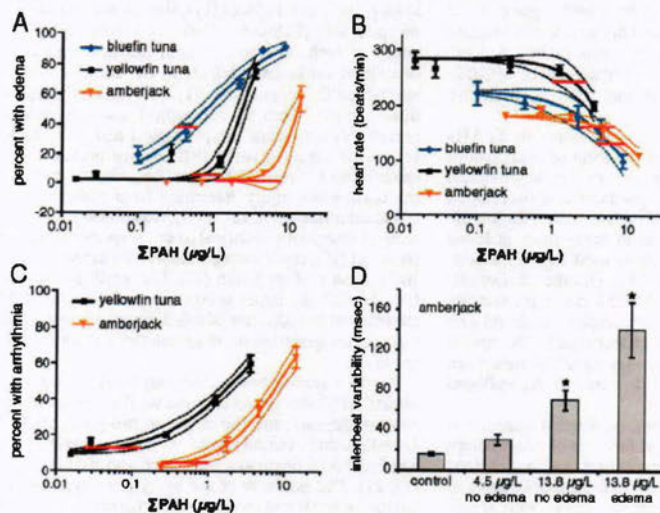 A
percent with edema
100
80
60
40
20
0
-20
bluefin tuna
yellowfin tuna
amberjack
0.01
0.1
1
10
ΣPAH (µg/L)
B
heart rate (beats/min)
300
200
100
0
bluefin tuna
yellowfin tuna
amberjack
0.01
0.1
1
10
ΣPAH (µg/L)
C
percent with arrhythmia
100
80
60
40
20
0
yellowfin tuna
amberjack
0.01
0.1
1
10
ΣPAH (µg/L)
D
interbeat variability (msec)
160
120
80
40
0
amberjack
*
*
control
4.5 µg/L
no edema
13.8 µg/L
no edema
13.8 µg/L
edema